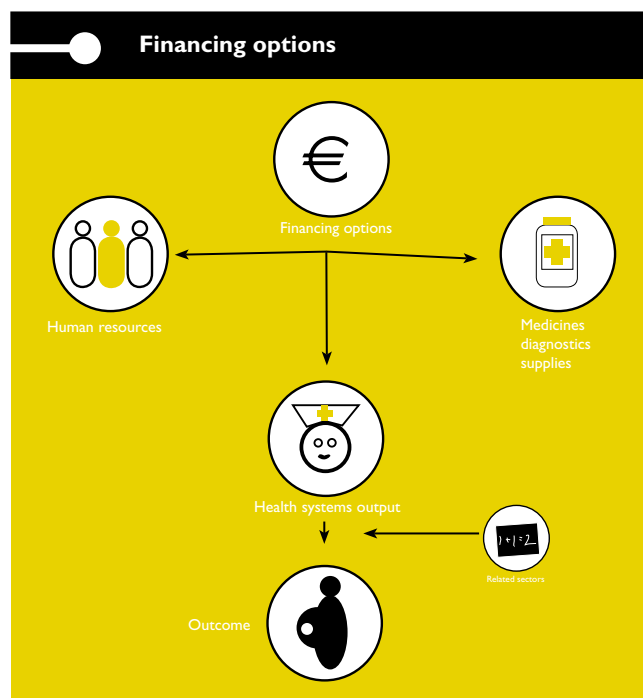 Financing options
€
Financing options
Human resources
Medicines
diagnostics
supplies
Health systems output
1+1=2
Related sectors
Outcome